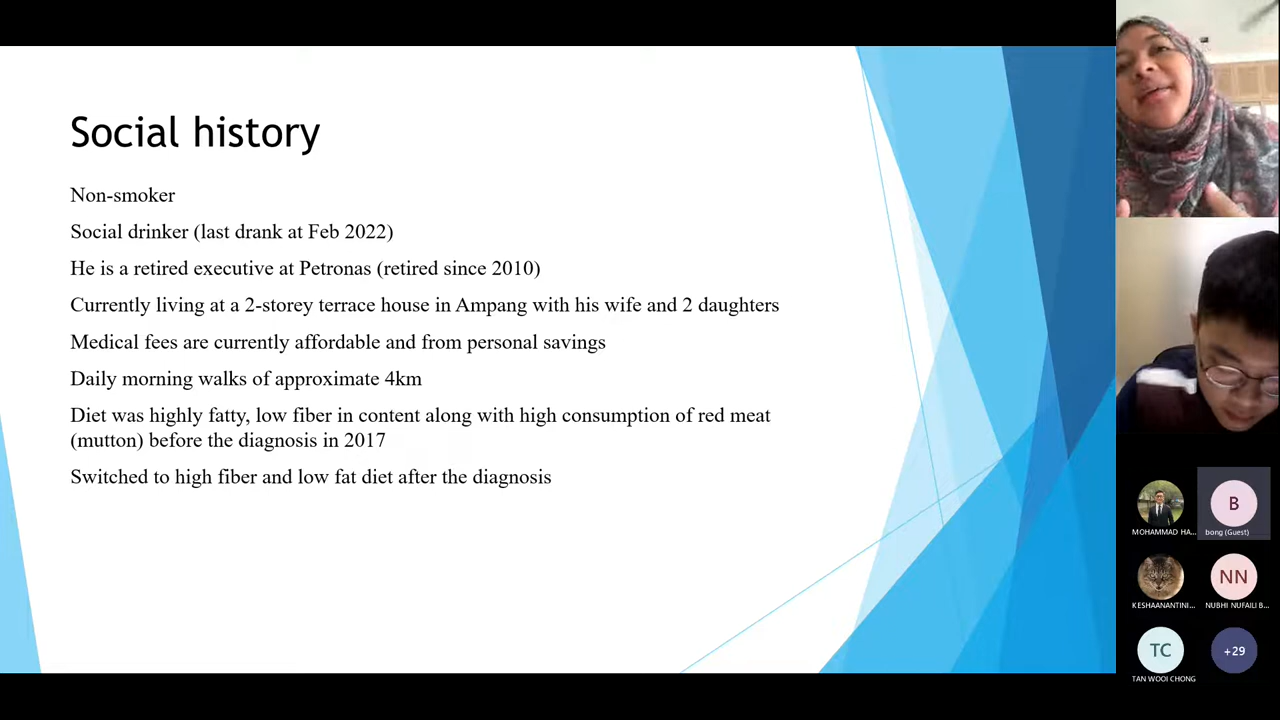 Social history
Non-smoker
Social drinker (last drank at Feb 2022)
He is a retired executive at Petronas (retired since 2010)
Currently living at a 2-storey terrace house in Ampang with his wife and 2 daughters
Medical fees are currently affordable and from personal savings
Daily morning walks of approximate 4km
Diet was highly fatty, low fiber in content along with high consumption of red meat
(mutton) before the diagnosis in 2017
Switched to high fiber and low fat diet after the diagnosis
MOHAMMAD HA...
B
bong (Guest)
KESHAANANTINI...
NN
NUBHI NUFAILI B...
TC
TAN WOOI CHONG
+29